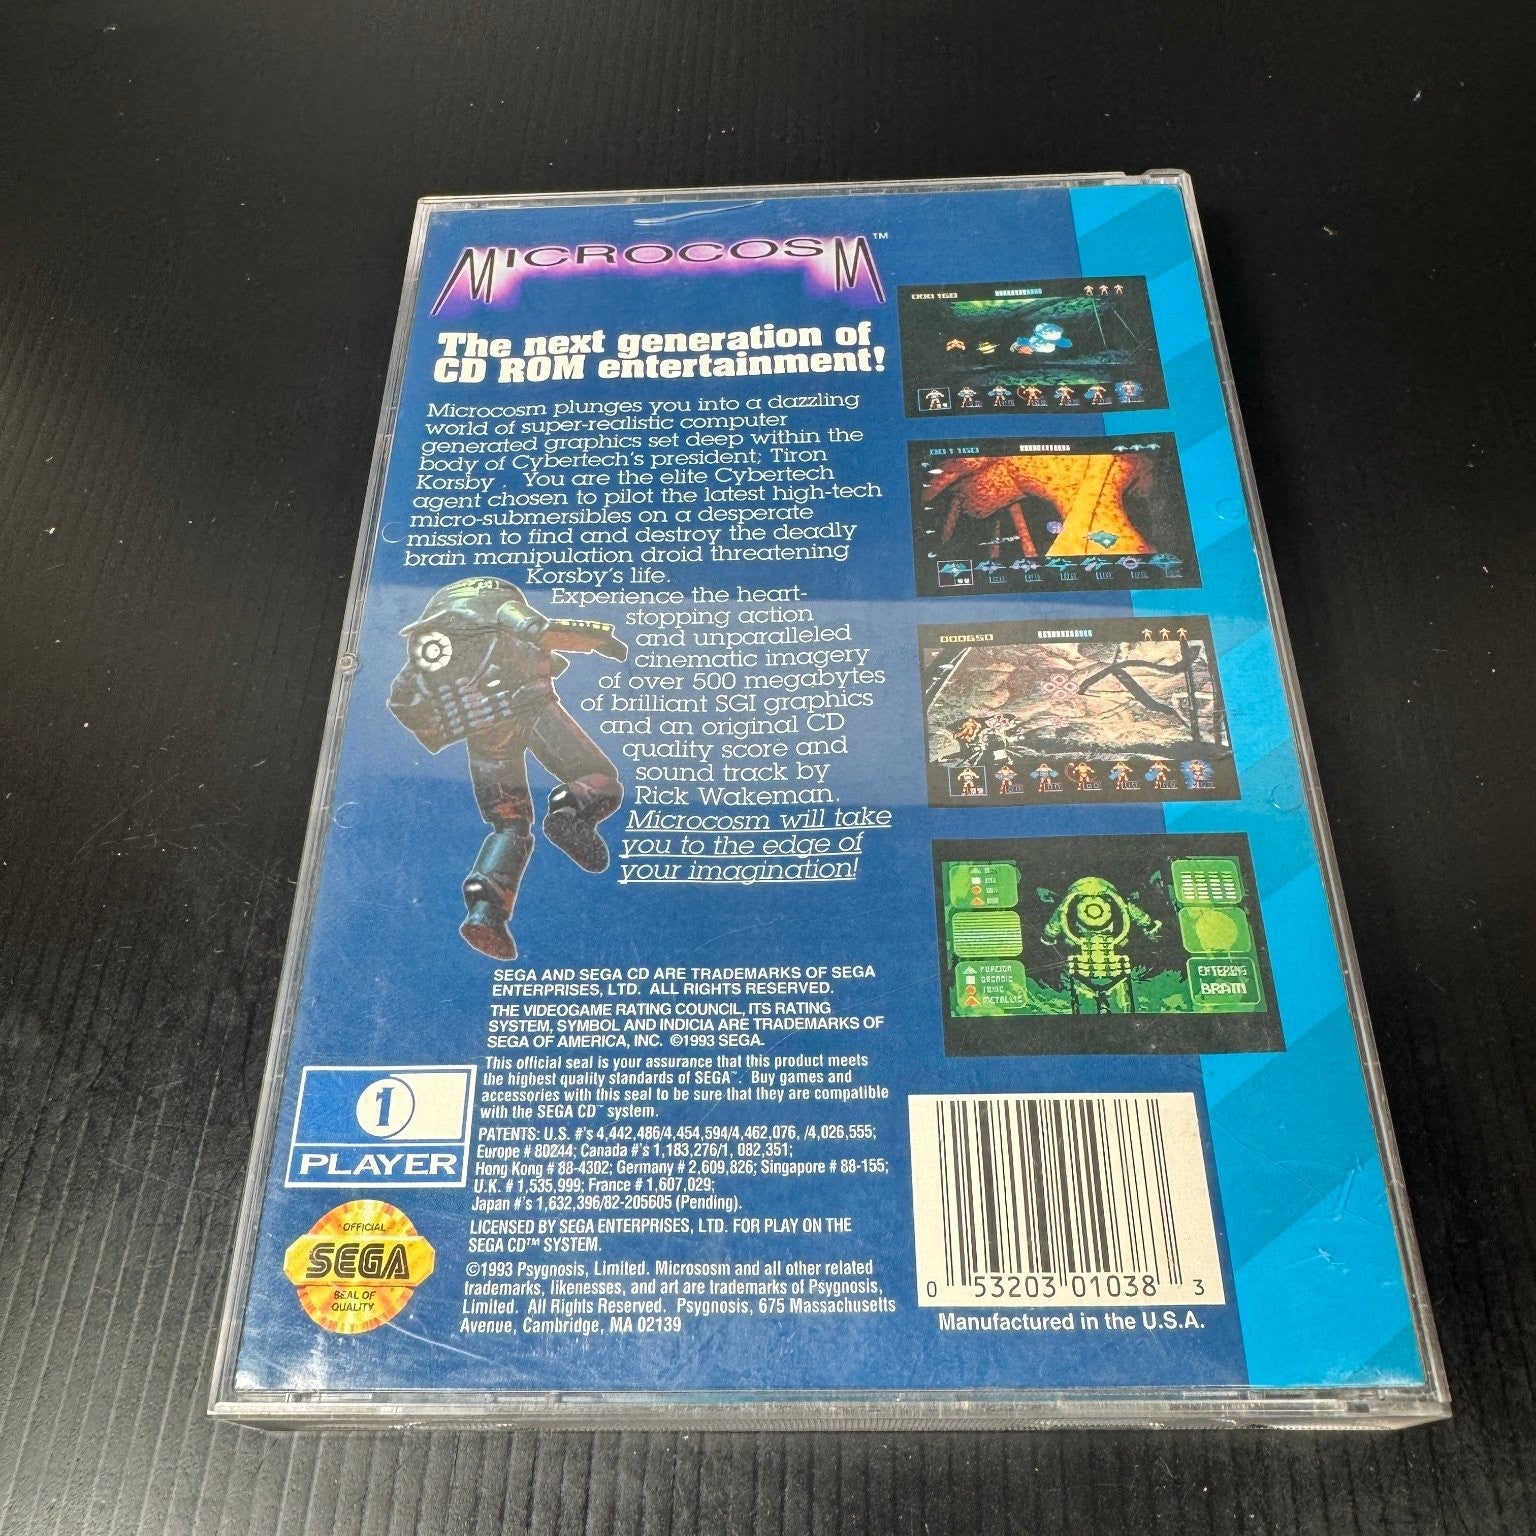 MICROCOSM™
The next generation of
CD ROM entertainment!
Microcosm plunges you into a dazzling
world of super-realistic computer
generated graphics set deep within the
body of Cybertech's president; Tiron
Korsby . You are the elite Cybertech
agent chosen to pilot the latest high-tech
micro-submersibles on a desperate
mission to find and destroy the deadly
brain manipulation droid threatening
Korsby's life.
Experience the heart-
stopping action
and unparalleled
cinematic imagery
of over 500 megabytes
of brilliant SGI graphics
and an original CD
quality score and
sound track by
Rick Wakeman.
Microcosm will take
you to the edge of
your imagination!
000160
000650
FOREIGN
ORGANIC
TOXIC
METALLIC
ENTERING
BRAIN
SEGA AND SEGA CD ARE TRADEMARKS OF SEGA
ENTERPRISES, LTD. ALL RIGHTS RESERVED.
THE VIDEOGAME RATING COUNCIL, ITS RATING
SYSTEM, SYMBOL AND INDICIA ARE TRADEMARKS OF
SEGA OF AMERICA, INC. ©1993 SEGA.
This official seal is your assurance that this product meets
the highest quality standards of SEGA™. Buy games and
accessories with this seal to be sure that they are compatible
with the SEGA CD™ system.
PATENTS: U.S. #'s 4,442,486/4,454,594/4,462,076, /4,026,555;
Europe # 80244; Canada #'s 1,183,276/1, 082,351;
Hong Kong # 88-4302; Germany # 2,609,826; Singapore # 88-155;
U.K. # 1,535,999; France # 1,607,029;
Japan #'s 1,632,396/82-205605 (Pending).
LICENSED BY SEGA ENTERPRISES, LTD. FOR PLAY ON THE
SEGA CD™ SYSTEM.
©1993 Psygnosis, Limited. Micrososm and all other related
trademarks, likenesses, and art are trademarks of Psygnosis,
Limited. All Rights Reserved. Psygnosis, 675 Massachusetts
Avenue, Cambridge, MA 02139
1
PLAYER
OFFICIAL
SEGA
SEAL OF
QUALITY
0 53203 01038 3
Manufactured in the U.S.A.